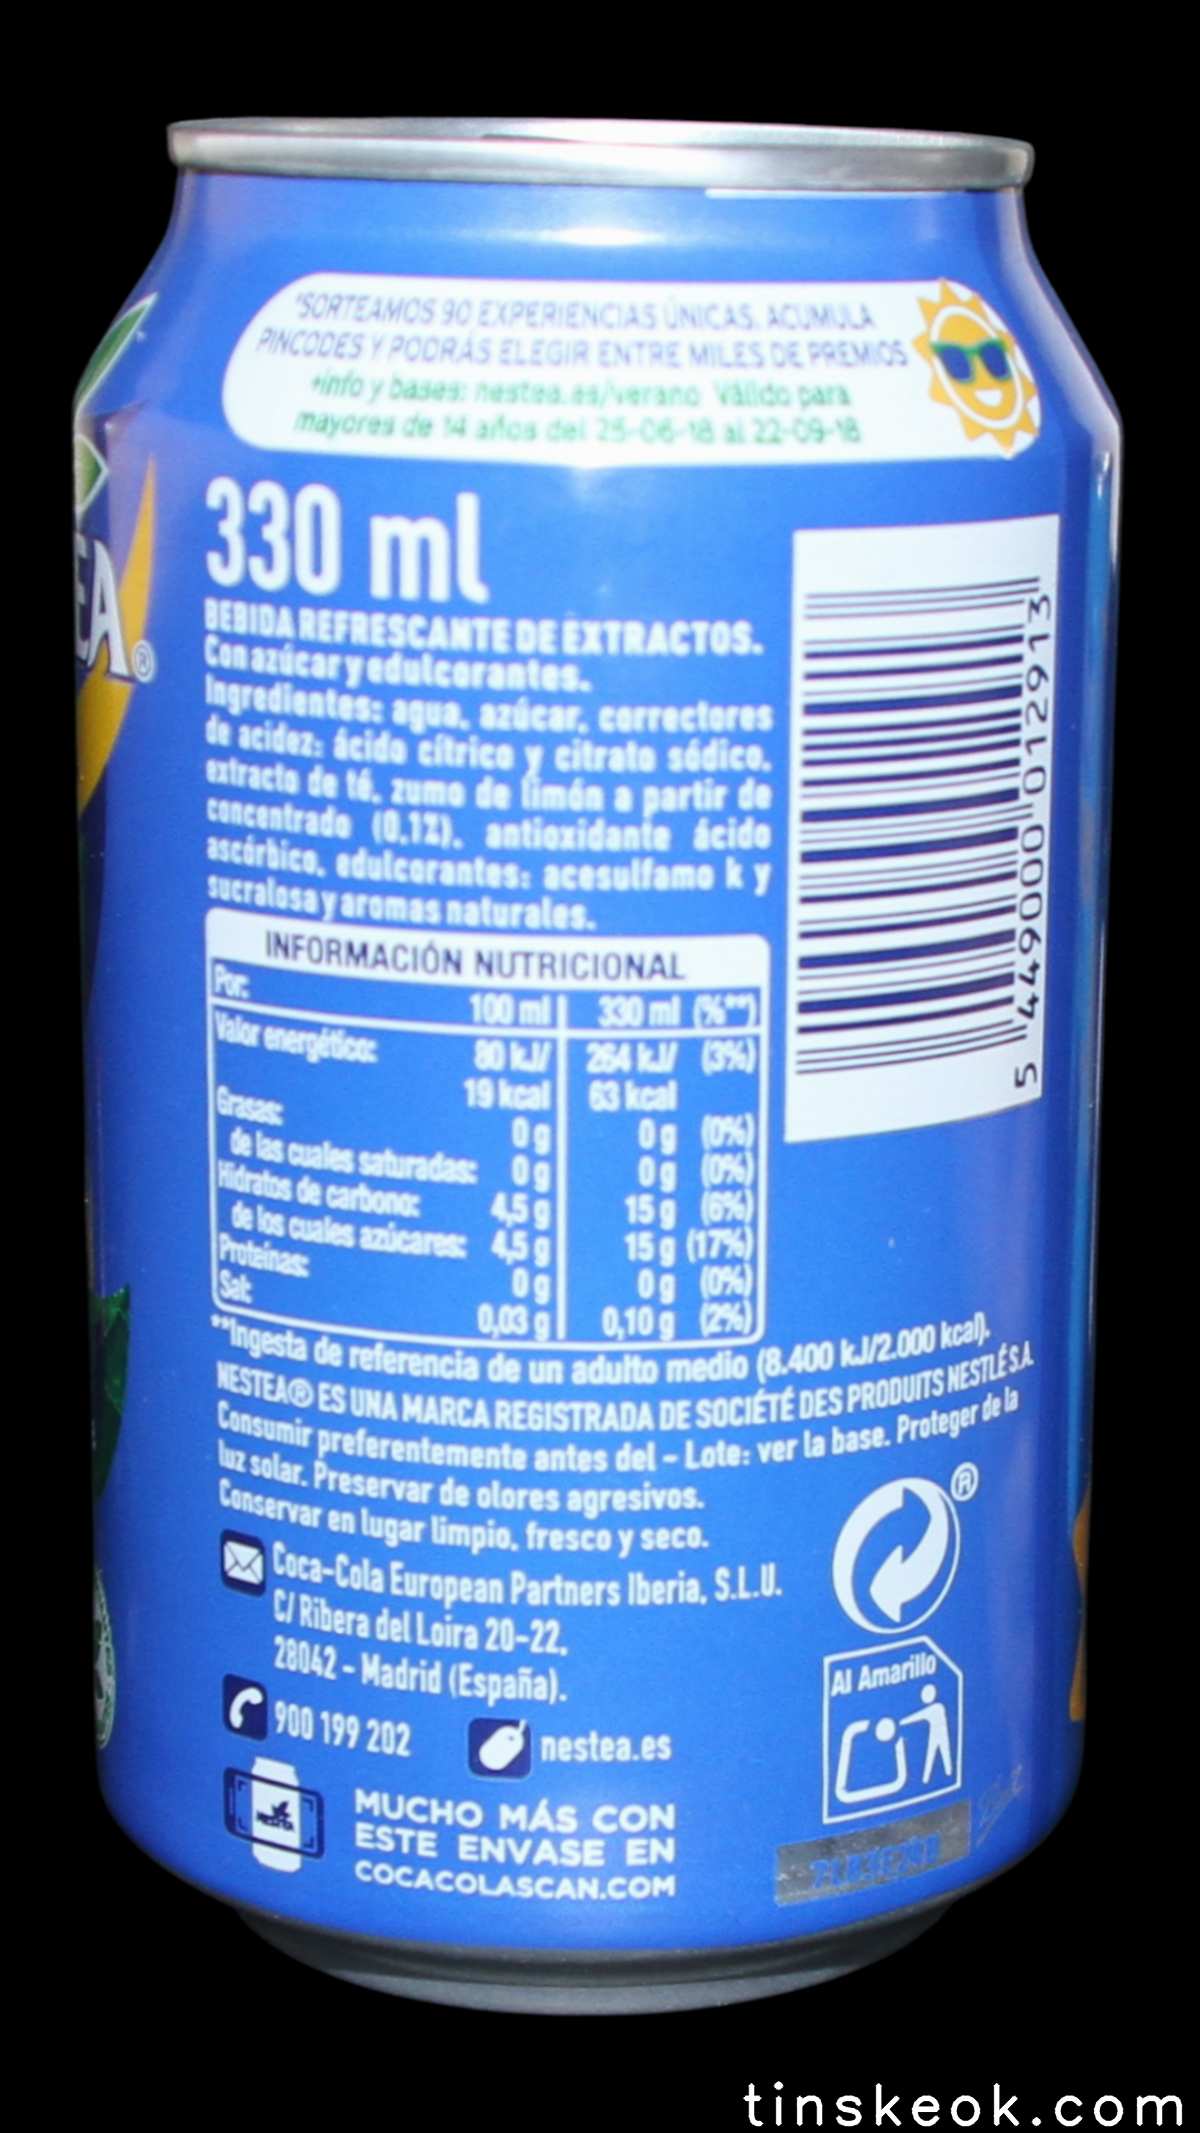 *SORTEAMOS 90 EXPERIENCIAS ÚNICAS. ACUMULA
PINCODES Y PODRÁS ELEGIR ENTRE MILES DE PREMIOS
+info y bases: nestea.es/verano Válido para
mayores de 14 años del 25-06-18 al 22-09-18
EA®
330 ml
BEBIDA REFRESCANTE DE EXTRACTOS.
Con azúcar y edulcorantes.
Ingredientes: agua, azúcar, correctores
de acidez: ácido cítrico y citrato sódico,
extracto de té, zumo de limón a partir de
concentrado (0.1%), antioxidante ácido
ascórbico, edulcorantes: acesulfamo k y
sucralosa y aromas naturales.
5 449000 012913
INFORMACIÓN NUTRICIONAL
Por: 100 ml 330 ml (%**)
Valor energético: 80 kJ/ 264 kJ/ (3%)
19 kcal 63 kcal
Grasas: 0 g 0 g (0%)
de las cuales saturadas: 0 g 0 g (0%)
Hidratos de carbono: 4,5 g 15 g (6%)
de los cuales azúcares: 4,5 g 15 g (17%)
Proteínas: 0 g 0 g (0%)
Sal: 0,03 g 0,10 g (2%)
**Ingesta de referencia de un adulto medio (8.400 kJ/2.000 kcal).
NESTEA® ES UNA MARCA REGISTRADA DE SOCIÉTÉ DES PRODUITS NESTLÉ S.A.
Consumir preferentemente antes del - Lote: ver la base. Proteger de la
luz solar. Preservar de olores agresivos.
Conservar en lugar limpio, fresco y seco.
Coca-Cola European Partners Iberia, S.L.U.
C/ Ribera del Loira 20-22,
28042 - Madrid (España).
900 199 202 nestea.es
®
Al Amarillo
NESTEA
MUCHO MÁS CON
ESTE ENVASE EN
COCACOLASCAN.COM
tinskeok.com